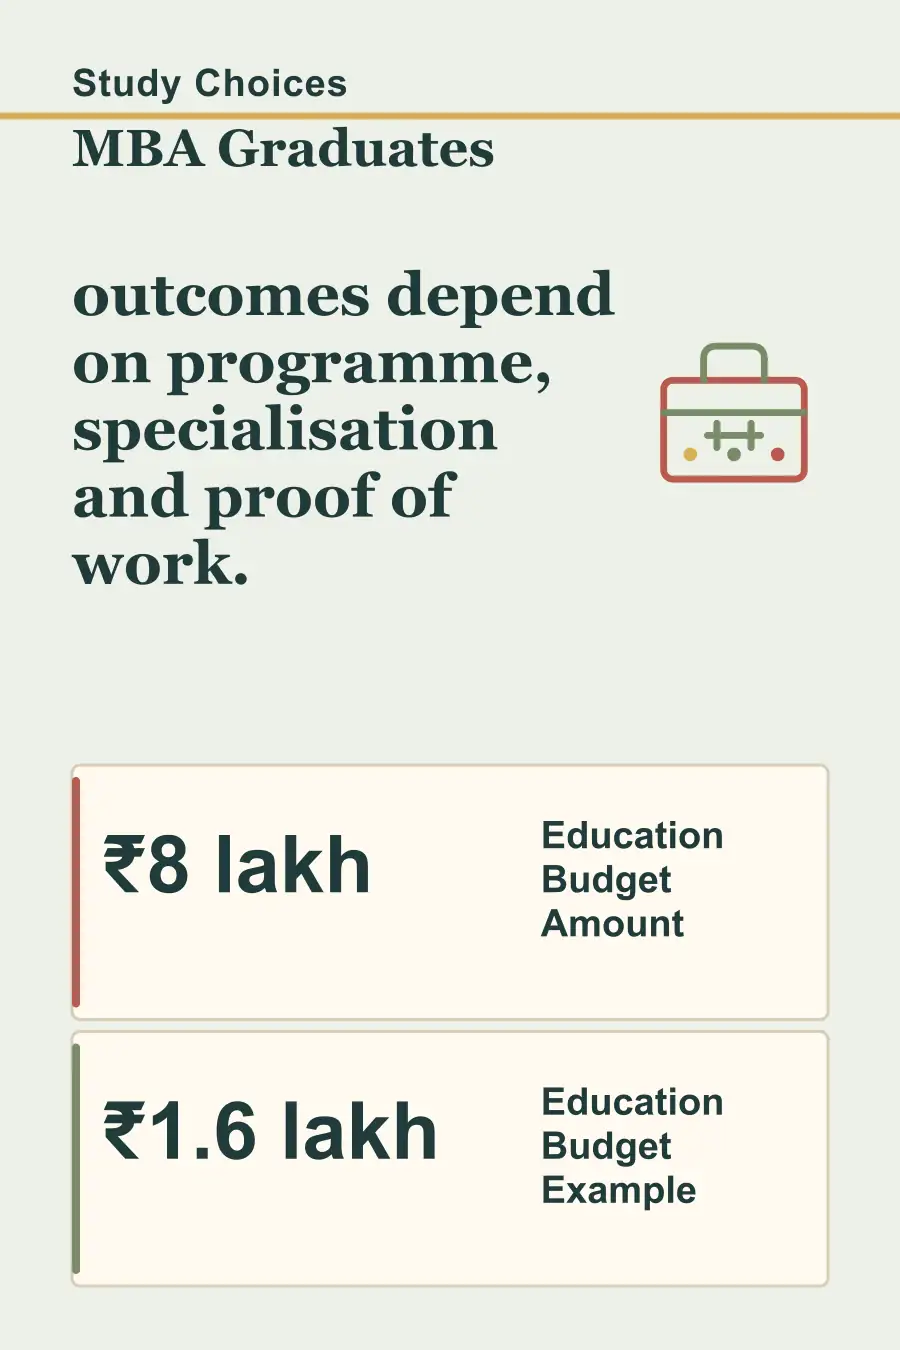 Study Choices
MBA Graduates
outcomes depend
on programme,
specialisation
and proof of
work.
₹8 lakh
Education
Budget
Amount
₹1.6 lakh
Education
Budget
Example